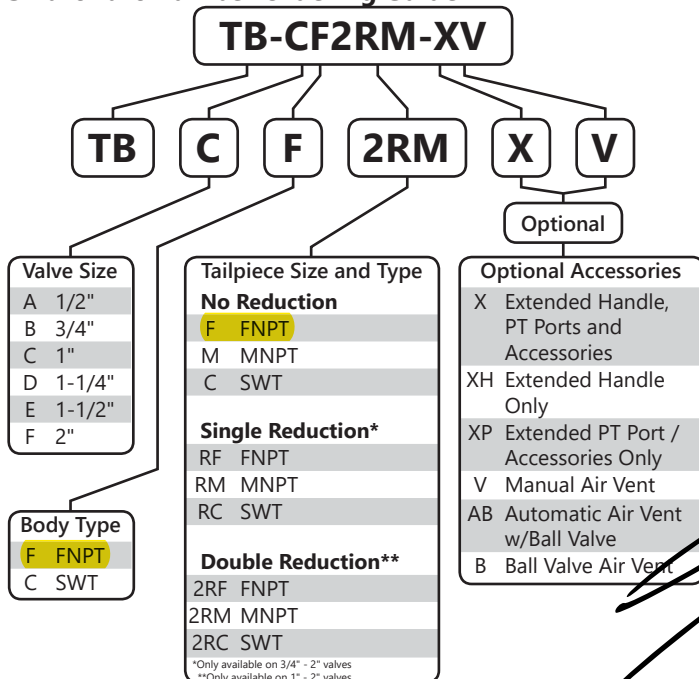 TB-CF2RM-XV
TB C F 2RM X V
Optional
Valve Size
A 1/2"
B 3/4"
C 1"
D 1-1/4"
E 1-1/2"
F 2"
Body Type
F FNPT
C SWT
Tailpiece Size and Type
No Reduction
F FNPT
M MNPT
C SWT
Single Reduction*
RF FNPT
RM MNPT
RC SWT
Double Reduction**
2RF FNPT
2RM MNPT
2RC SWT
*Only available on 3/4" - 2" valves
**Only available on 1" - 2" valves
Optional Accessories
X Extended Handle,
PT Ports and
Accessories
XH Extended Handle
Only
XP Extended PT Port /
Accessories Only
V Manual Air Vent
AB Automatic Air Vent
w/Ball Valve
B Ball Valve Air Vent